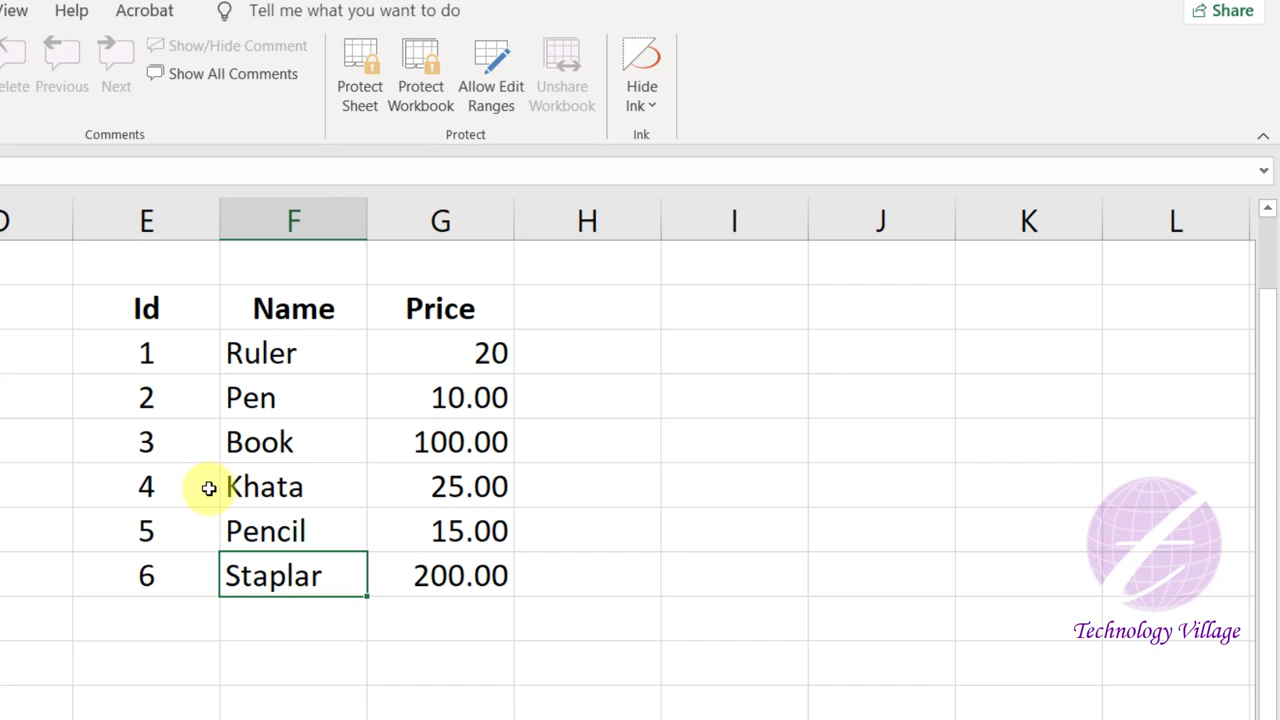 View Help Acrobat Tell me what you want to do Share
Delete Previous Next
Show/Hide Comment
Show All Comments
Protect Sheet
Protect Workbook
Allow Edit Ranges
Unshare Workbook
Hide Ink
Comments Protect Ink
D E F G H I J K L
Id Name Price
1 Ruler 20
2 Pen 10.00
3 Book 100.00
4 Khata 25.00
5 Pencil 15.00
6 Staplar 200.00
Technology Village